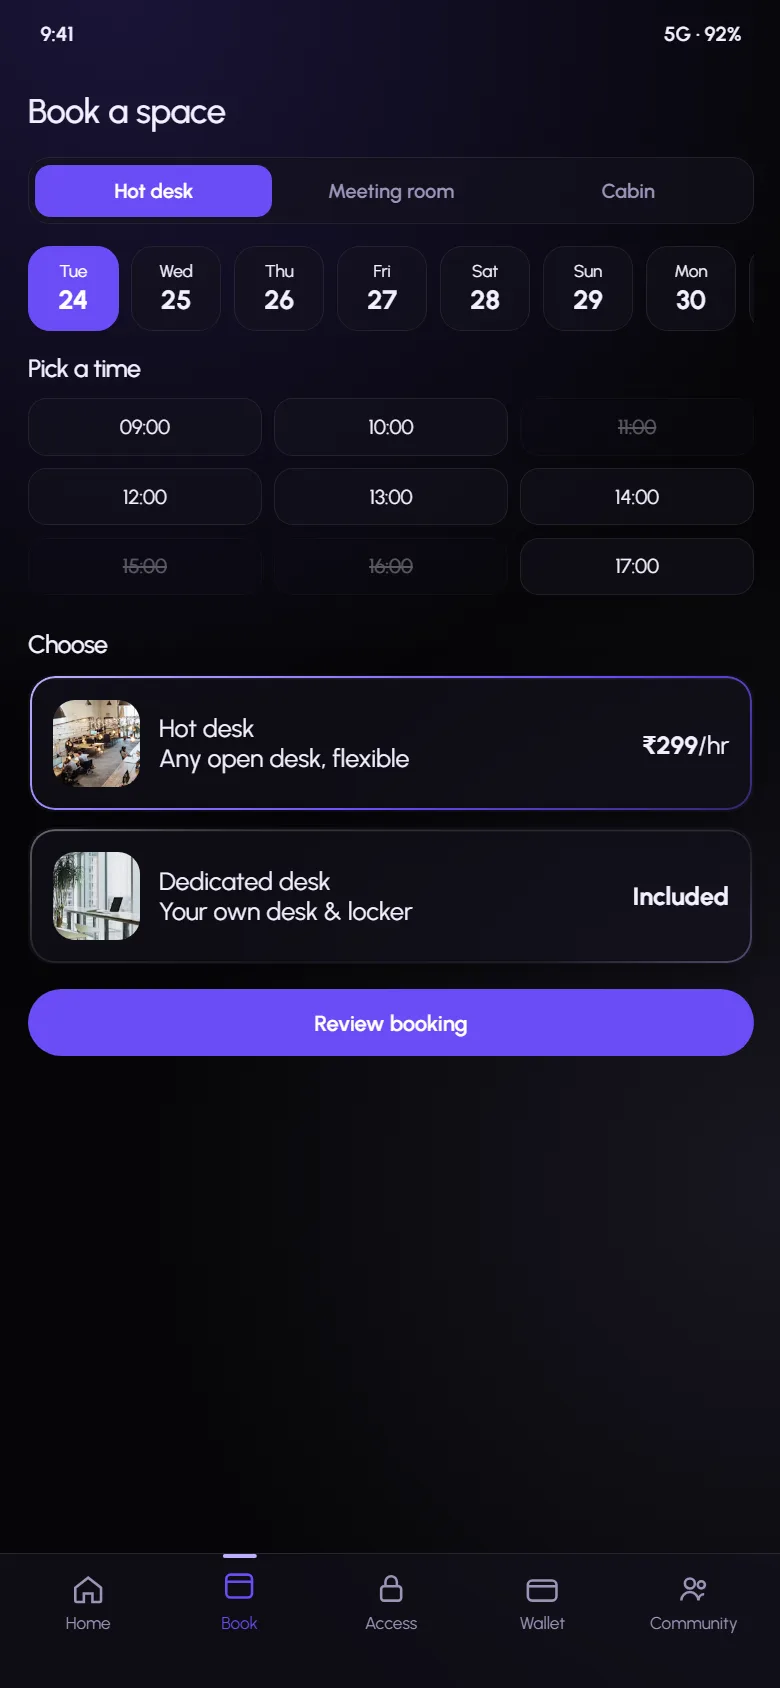 9:41
5G · 92%
Book a space
Hot desk
Meeting room
Cabin
Tue
24
Wed
25
Thu
26
Fri
27
Sat
28
Sun
29
Mon
30
Pick a time
09:00
10:00
11:00
12:00
13:00
14:00
15:00
16:00
17:00
Choose
Hot desk
Any open desk, flexible
₹299/hr
Dedicated desk
Your own desk & locker
Included
Review booking
Home
Book
Access
Wallet
Community